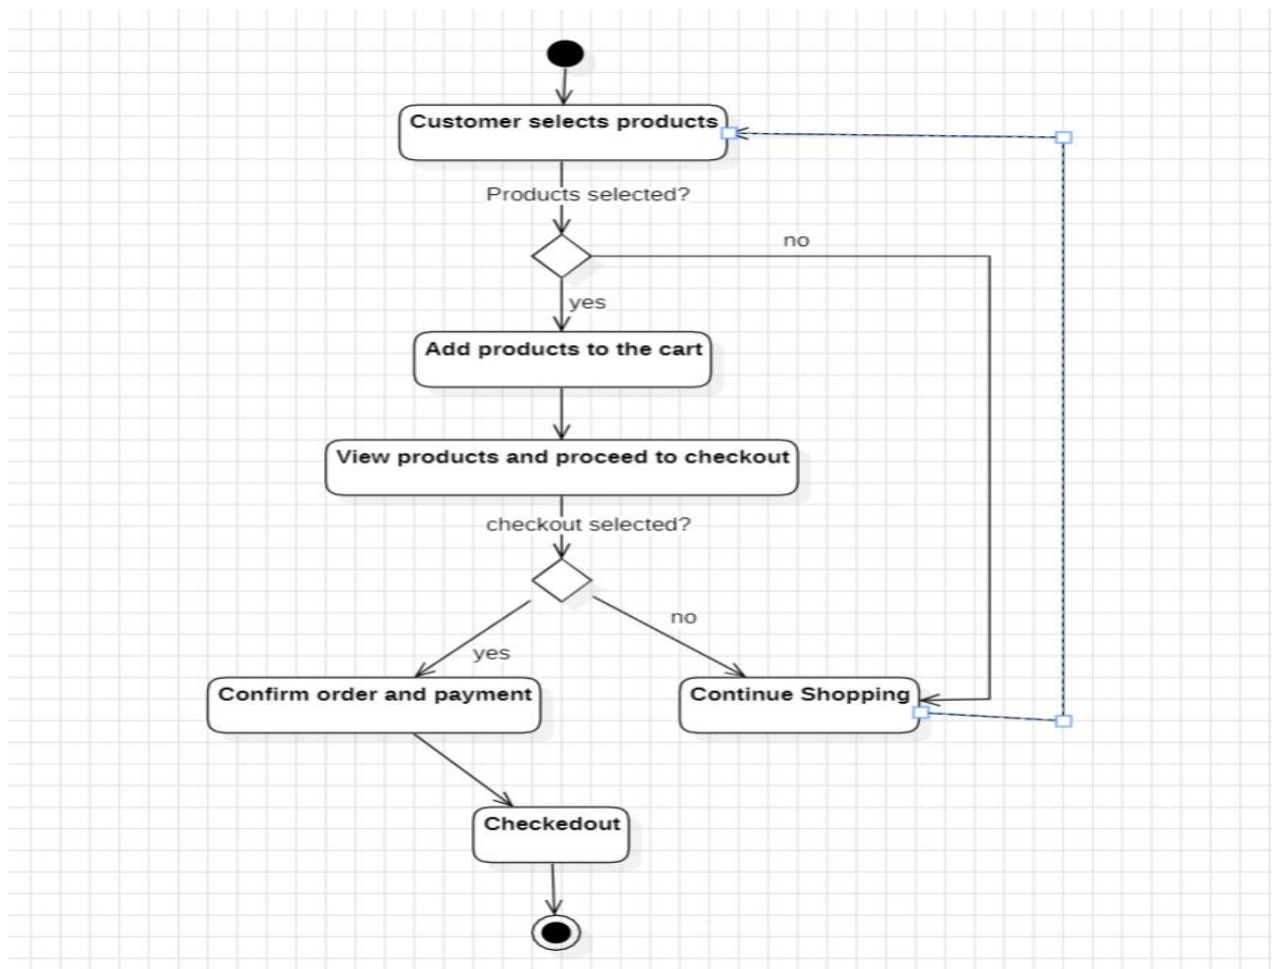 Customer selects products
Products selected?
no
yes
Add products to the cart
View products and proceed to checkout
checkout selected?
no
yes
Confirm order and payment
Continue Shopping
Checkedout